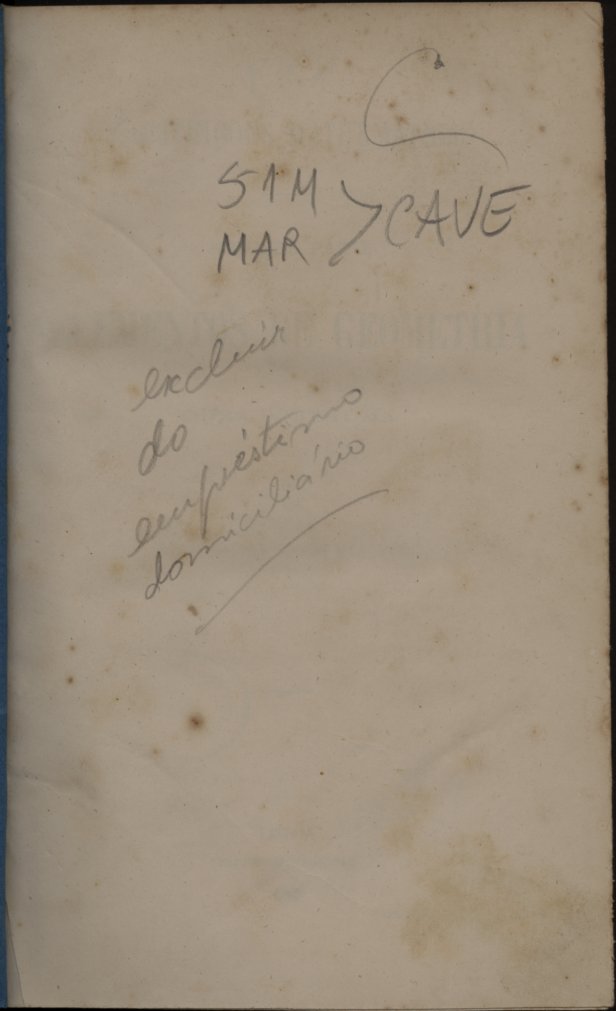 51M
MAR > CAVE
excluir
do
empréstimo
domiciliário